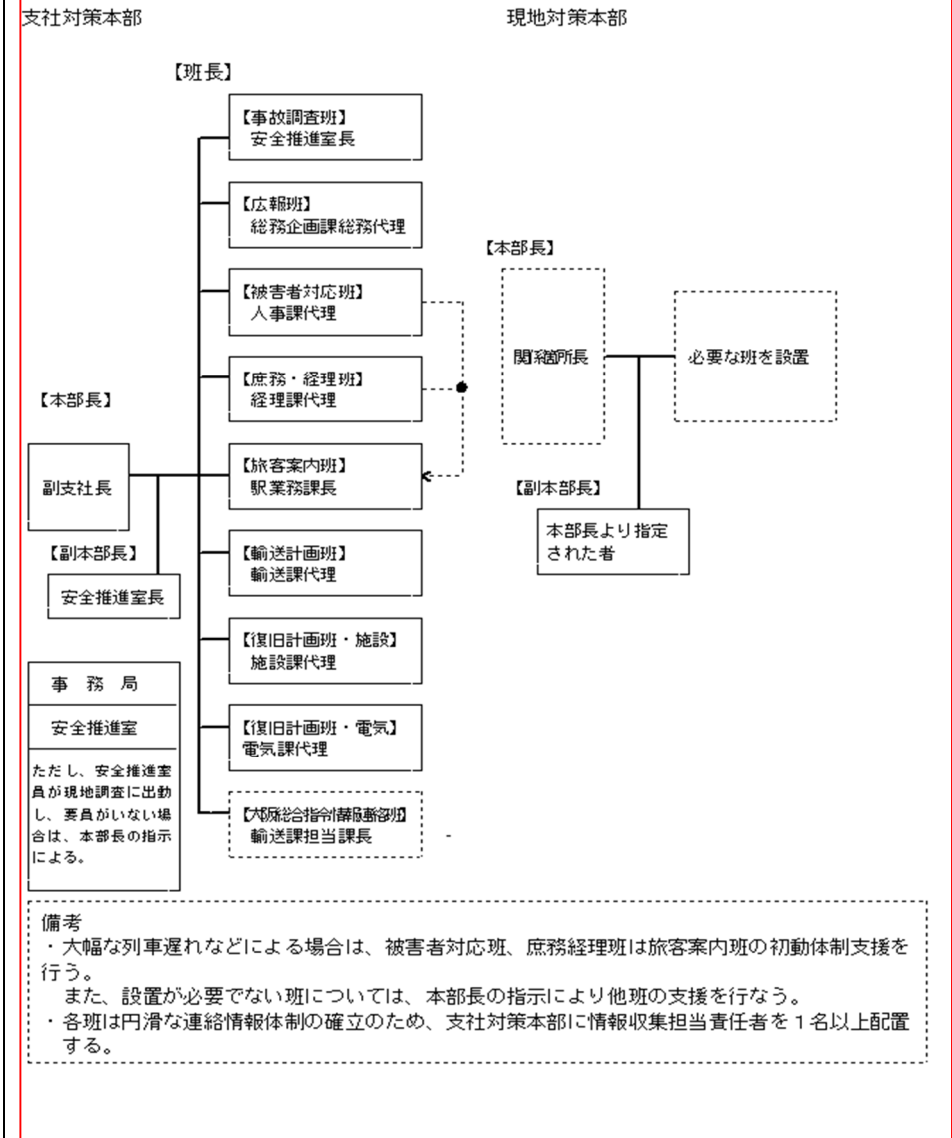 支社対策本部
現地対策本部
【班長】
【事故調査班】
安全推進室長
【広報班】
総務企画課総務代理
【被害者対応班】
人事課代理
【庶務・経理班】
経理課代理
【旅客案内班】
駅業務課長
【輸送計画班】
輸送課代理
【復旧計画班・施設】
施設課代理
【復旧計画班・電気】
電気課代理
【大阪総合指令情報連絡班】
輸送課担当課長
【本部長】
副支社長
【副本部長】
安全推進室長
事　務　局
安全推進室
ただし、安全推進室
員が現地調査に出動
し、要員がいない場
合は、本部長の指示
による。
【本部長】
関係箇所長
必要な班を設置
【副本部長】
本部長より指定
された者
備考
・大幅な列車遅れなどによる場合は、被害者対応班、庶務経理班は旅客案内班の初動体制支援を
行う。
また、設置が必要でない班については、本部長の指示により他班の支援を行なう。
・各班は円滑な連絡情報体制の確立のため、支社対策本部に情報収集担当責任者を１名以上配置
する。